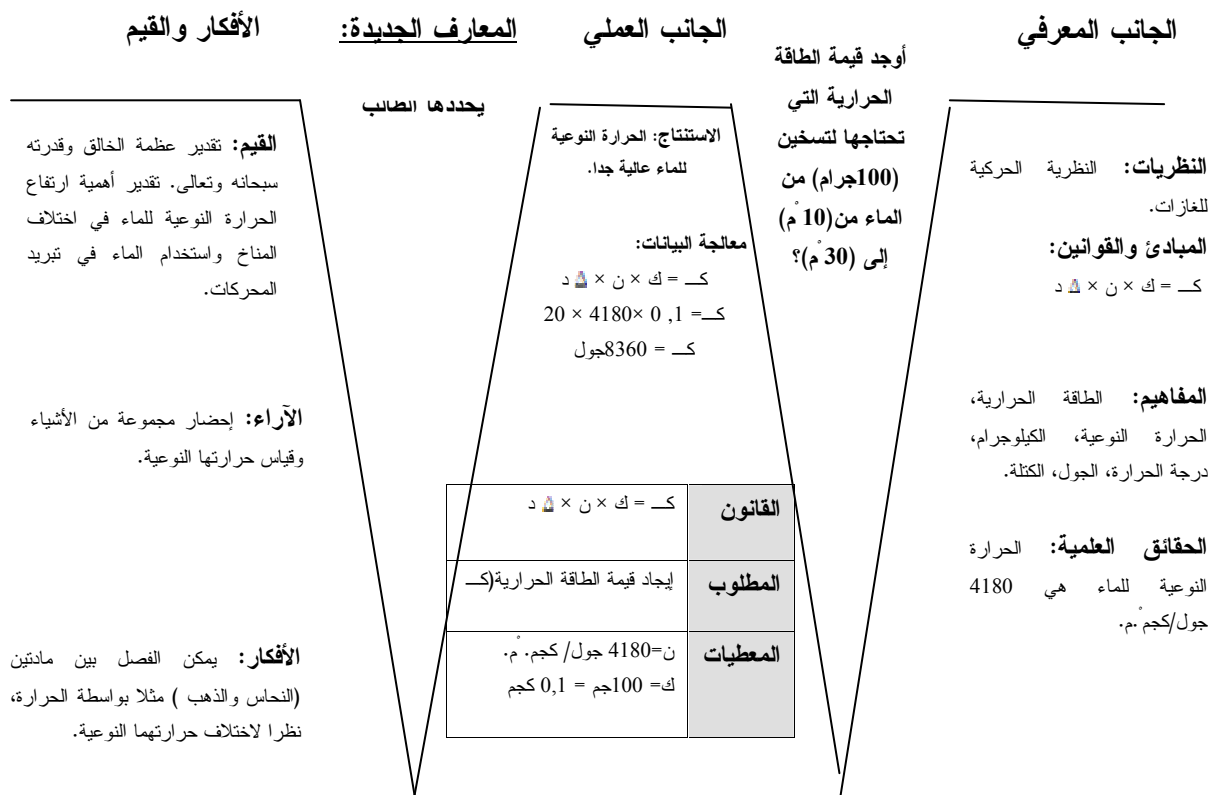 الجانب المعرفي
النظريات: النظرية الحركية
للغازات.
المبادئ والقوانين:
كـ = ك × ن × د
المفاهيم: الطاقة الحرارية،
الحرارة النوعية، الكيلوجرام،
درجة الحرارة، الجول، الكتلة.
الحقائق العلمية: الحرارة
النوعية للماء هي 4180
جول/كجم.ْم.
أوجد قيمة الطاقة
الحرارية التي
تحتاجها لتسخين
(100جرام) من
الماء من(10 ْم)
إلى (30 ْم)؟
الجانب العملي
الاستنتاج: الحرارة النوعية
للماء عالية جدا.
معالجة البيانات:
كـ = ك × ن × د
كـ= 1, 0 ×4180 × 20
كـ = 8360جول
القانون
كـ = ك × ن × د
المطلوب
إيجاد قيمة الطاقة الحرارية(كـ
المعطيات
ن=4180 جول/ كجم. ْم.
ك= 100جم = 0,1 كجم
المعارف الجديدة:
يحددها الطالب
الأفكار والقيم
القيم: تقدير عظمة الخالق وقدرته
سبحانه وتعالى. تقدير أهمية ارتفاع
الحرارة النوعية للماء في اختلاف
المناخ واستخدام الماء في تبريد
المحركات.
الآراء: إحضار مجموعة من الأشياء
وقياس حرارتها النوعية.
الأفكار: يمكن الفصل بين مادتين
(النحاس والذهب ) مثلا بواسطة الحرارة،
نظرا لاختلاف حرارتهما النوعية.